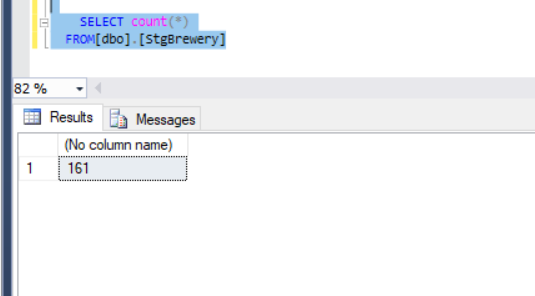 SELECT count(*)
FROM[dbo].[StgBrewery]
82 %
Results Messages
(No column name)
1 161